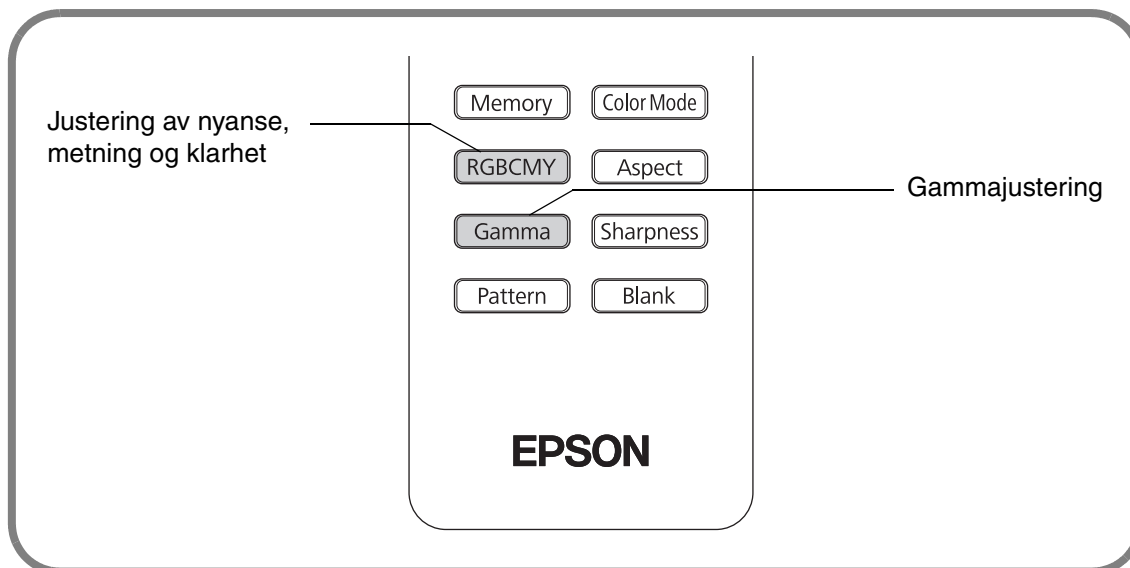 Justering av nyanse,
metning og klarhet
Memory
Color Mode
RGBCMY
Aspect
Gammajustering
Gamma
Sharpness
Pattern
Blank
EPSON